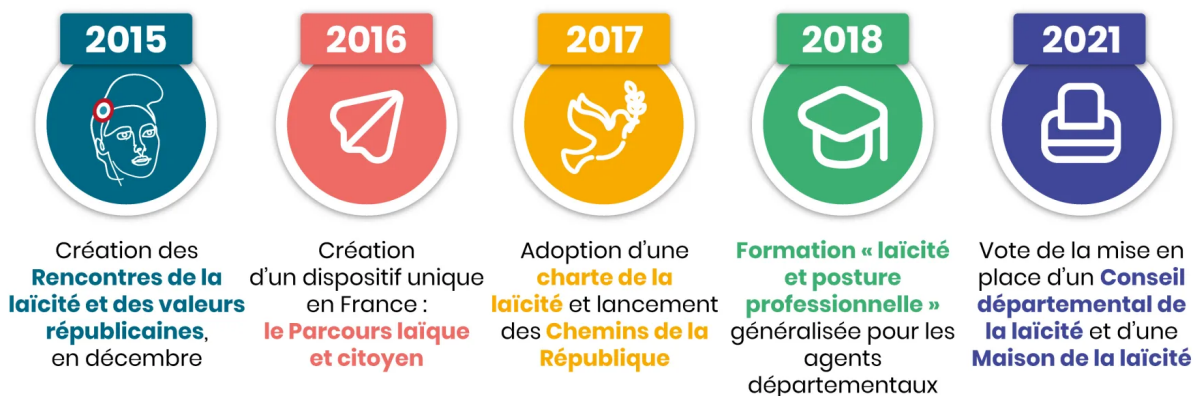 2015
Création des
Rencontres de la
laïcité et des valeurs
républicaines,
en décembre
2016
Création
d'un dispositif unique
en France :
le Parcours laïque
et citoyen
2017
Adoption d'une
charte de la
laïcité et lancement
des Chemins de la
République
2018
Formation « laïcité
et posture
professionnelle »
généralisée pour les
agents
départementaux
2021
Vote de la mise en
place d'un Conseil
départemental de
la laïcité et d'une
Maison de la laïcité